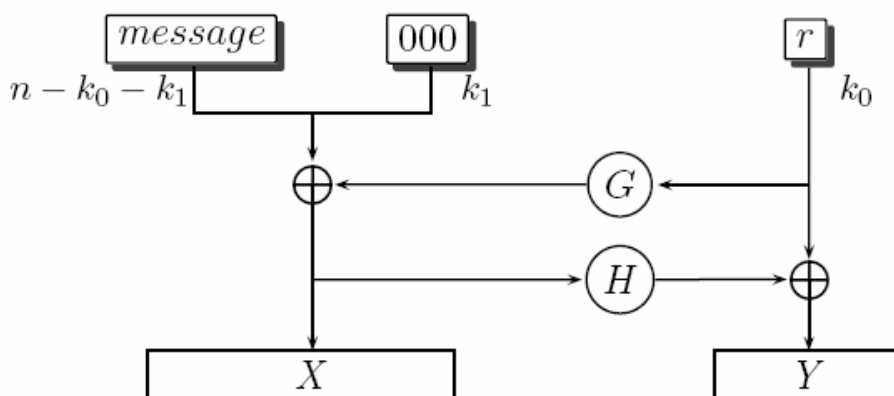 message 000 r
n − k₀ − k₁ k₁ k₀
G
H
X Y